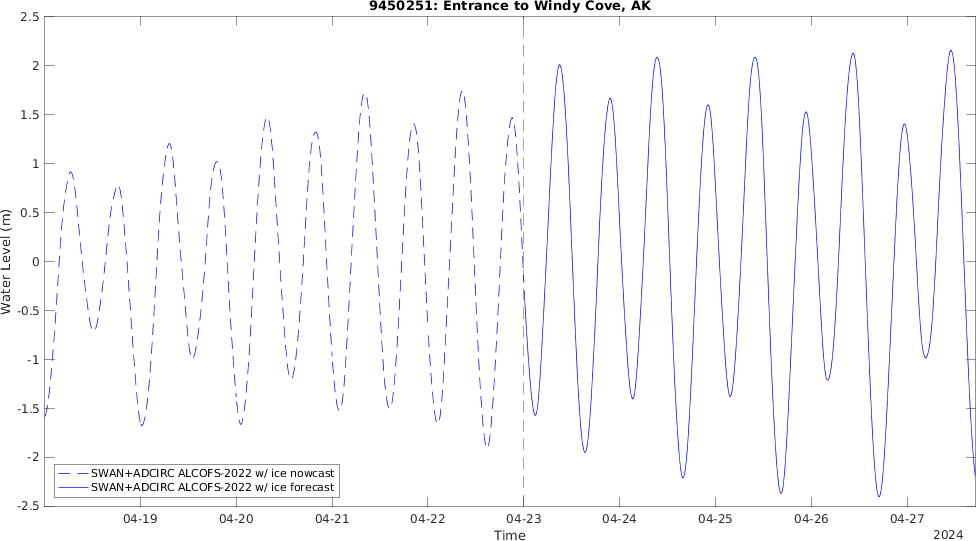 9450251: Entrance to Windy Cove, AK
2.5
2
1.5
1
0.5
0
-0.5
-1
-1.5
-2
-2.5
Water Level (m)
SWAN+ADCIRC ALCOFS-2022 w/ ice nowcast
SWAN+ADCIRC ALCOFS-2022 w/ ice forecast
04-19 04-20 04-21 04-22 04-23 04-24 04-25 04-26 04-27
Time
2024